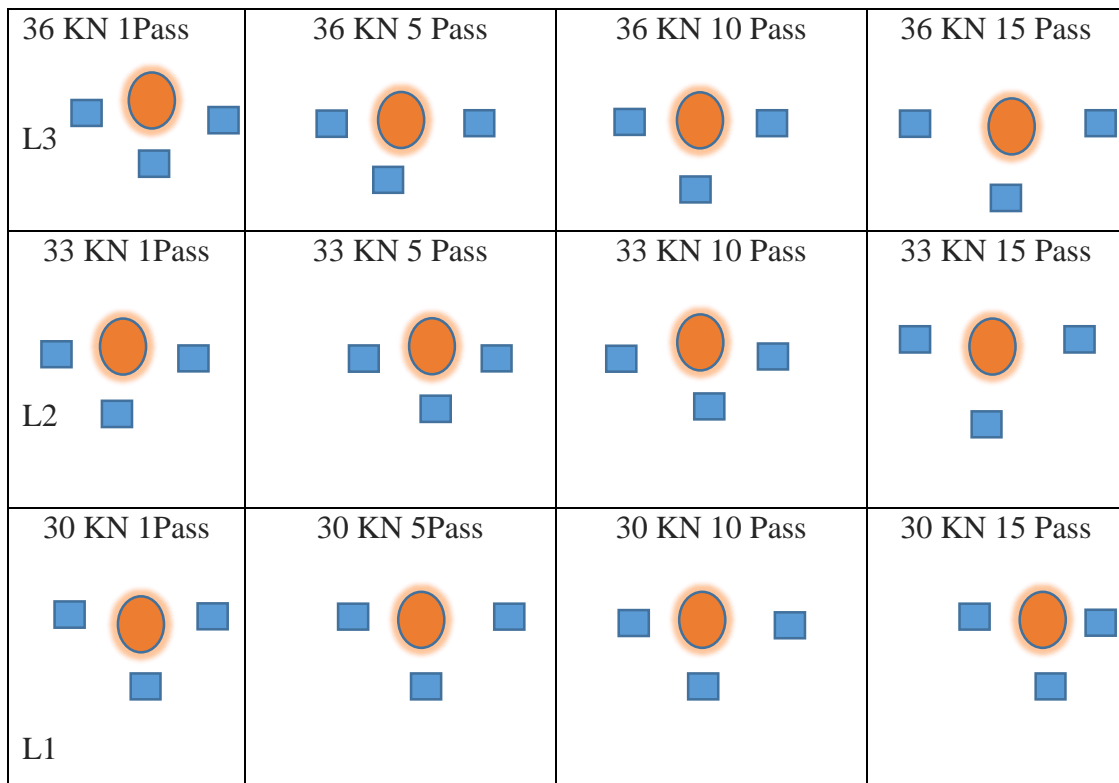 36 KN 1Pass
36 KN 5 Pass
36 KN 10 Pass
36 KN 15 Pass
L3
33 KN 1Pass
33 KN 5 Pass
33 KN 10 Pass
33 KN 15 Pass
L2
30 KN 1Pass
30 KN 5Pass
30 KN 10 Pass
30 KN 15 Pass
L1